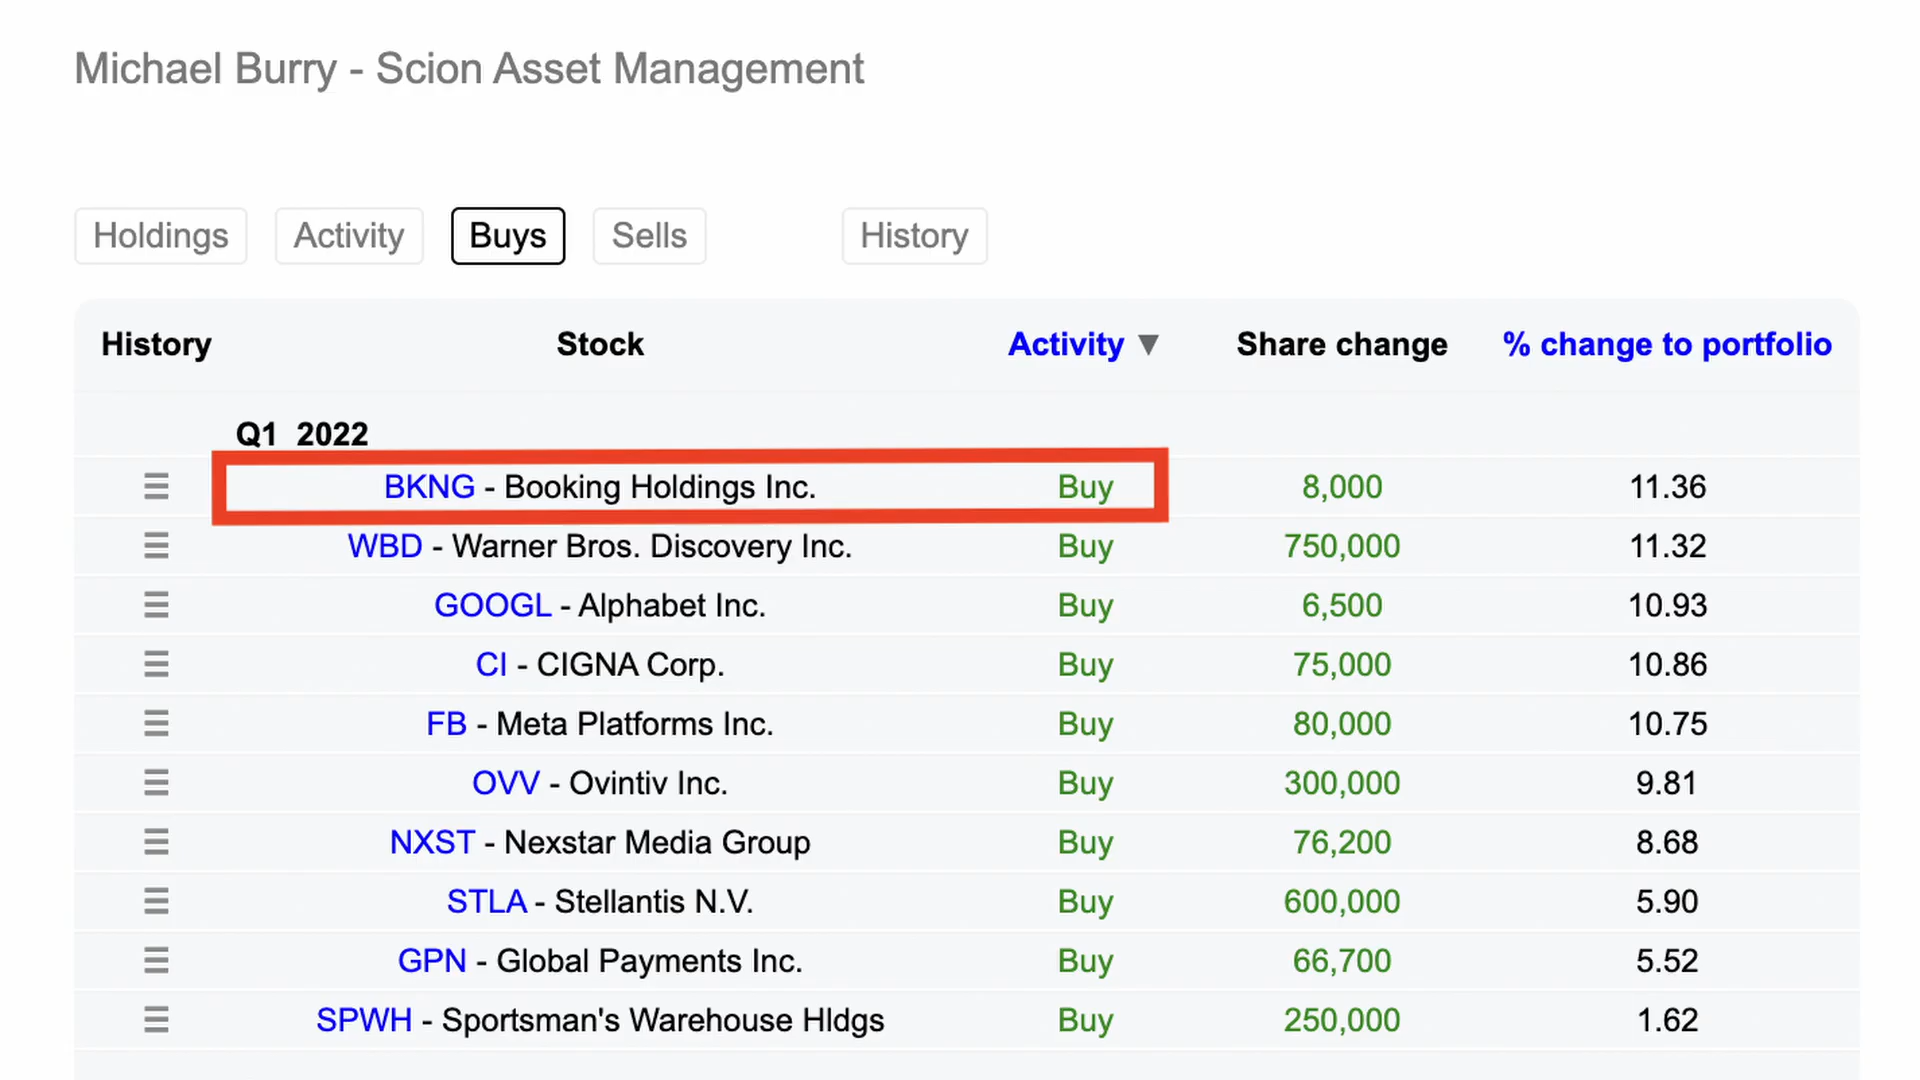 Michael Burry - Scion Asset Management
Holdings Activity Buys Sells History
History Stock Activity ▼ Share change % change to portfolio
Q1 2022
BKNG - Booking Holdings Inc. Buy 8,000 11.36
WBD - Warner Bros. Discovery Inc. Buy 750,000 11.32
GOOGL - Alphabet Inc. Buy 6,500 10.93
CI - CIGNA Corp. Buy 75,000 10.86
FB - Meta Platforms Inc. Buy 80,000 10.75
OVV - Ovintiv Inc. Buy 300,000 9.81
NXST - Nexstar Media Group Buy 76,200 8.68
STLA - Stellantis N.V. Buy 600,000 5.90
GPN - Global Payments Inc. Buy 66,700 5.52
SPWH - Sportsman's Warehouse Hldgs Buy 250,000 1.62